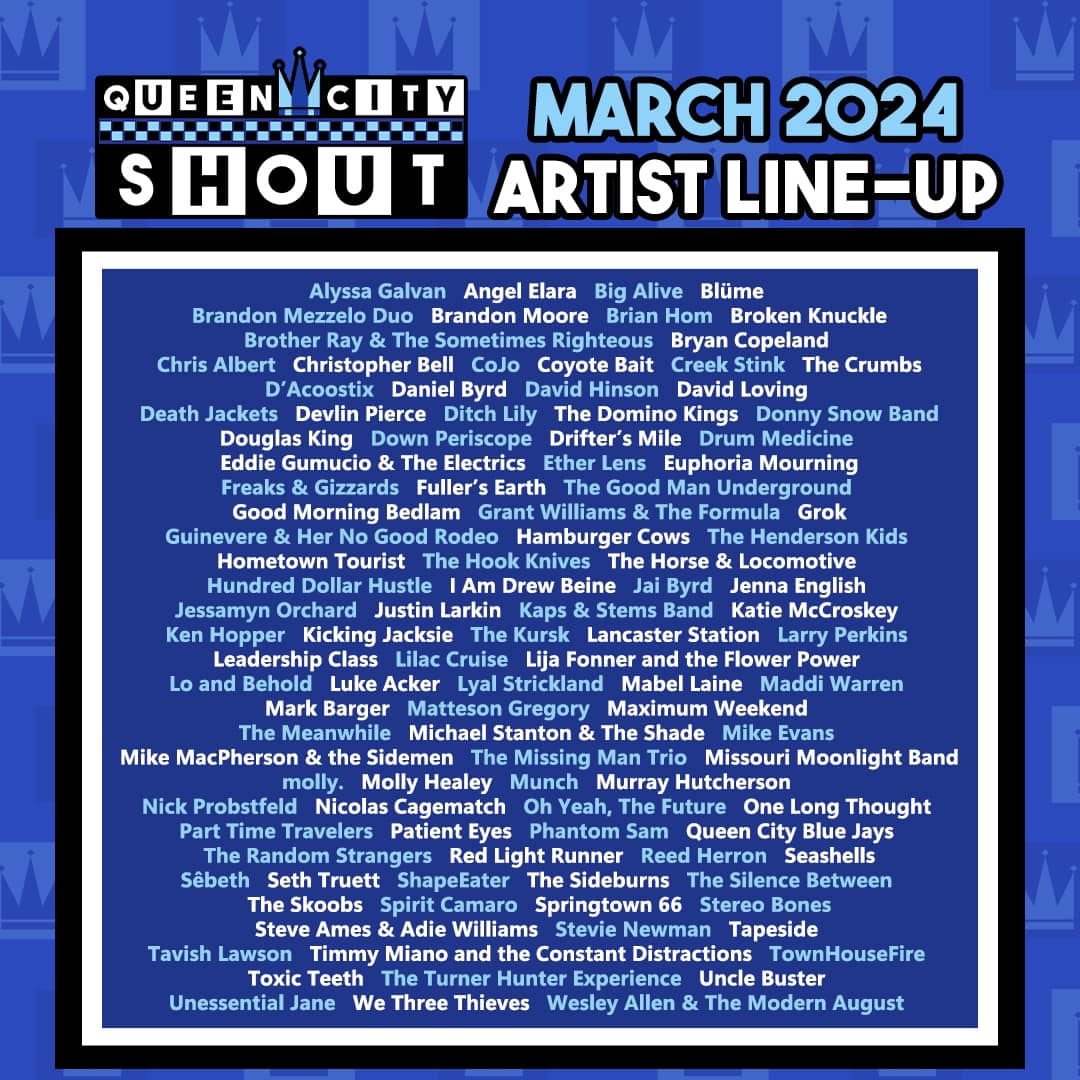 QUEEN CITY
SHOUT
MARCH 2024
ARTIST LINE-UP
Alyssa Galvan Angel Elara Big Alive Blüme
Brandon Mezzelo Duo Brandon Moore Brian Hom Broken Knuckle
Brother Ray & The Sometimes Righteous Bryan Copeland
Chris Albert Christopher Bell CoJo Coyote Bait Creek Stink The Crumbs
D'Acoostix Daniel Byrd David Hinson David Loving
Death Jackets Devlin Pierce Ditch Lily The Domino Kings Donny Snow Band
Douglas King Down Periscope Drifter's Mile Drum Medicine
Eddie Gumucio & The Electrics Ether Lens Euphoria Mourning
Freaks & Gizzards Fuller's Earth The Good Man Underground
Good Morning Bedlam Grant Williams & The Formula Grok
Guinevere & Her No Good Rodeo Hamburger Cows The Henderson Kids
Hometown Tourist The Hook Knives The Horse & Locomotive
Hundred Dollar Hustle I Am Drew Beine Jai Byrd Jenna English
Jessamyn Orchard Justin Larkin Kaps & Stems Band Katie McCroskey
Ken Hopper Kicking Jacksie The Kursk Lancaster Station Larry Perkins
Leadership Class Lilac Cruise Lija Fonner and the Flower Power
Lo and Behold Luke Acker Lyal Strickland Mabel Laine Maddi Warren
Mark Barger Matteson Gregory Maximum Weekend
The Meanwhile Michael Stanton & The Shade Mike Evans
Mike MacPherson & the Sidemen The Missing Man Trio Missouri Moonlight Band
molly. Molly Healey Munch Murray Hutcherson
Nick Probstfeld Nicolas Cagematch Oh Yeah, The Future One Long Thought
Part Time Travelers Patient Eyes Phantom Sam Queen City Blue Jays
The Random Strangers Red Light Runner Reed Herron Seashells
Sêbeth Seth Truett ShapeEater The Sideburns The Silence Between
The Skoobs Spirit Camaro Springtown 66 Stereo Bones
Steve Ames & Adie Williams Stevie Newman Tapeside
Tavish Lawson Timmy Miano and the Constant Distractions TownHouseFire
Toxic Teeth The Turner Hunter Experience Uncle Buster
Unessential Jane We Three Thieves Wesley Allen & The Modern August